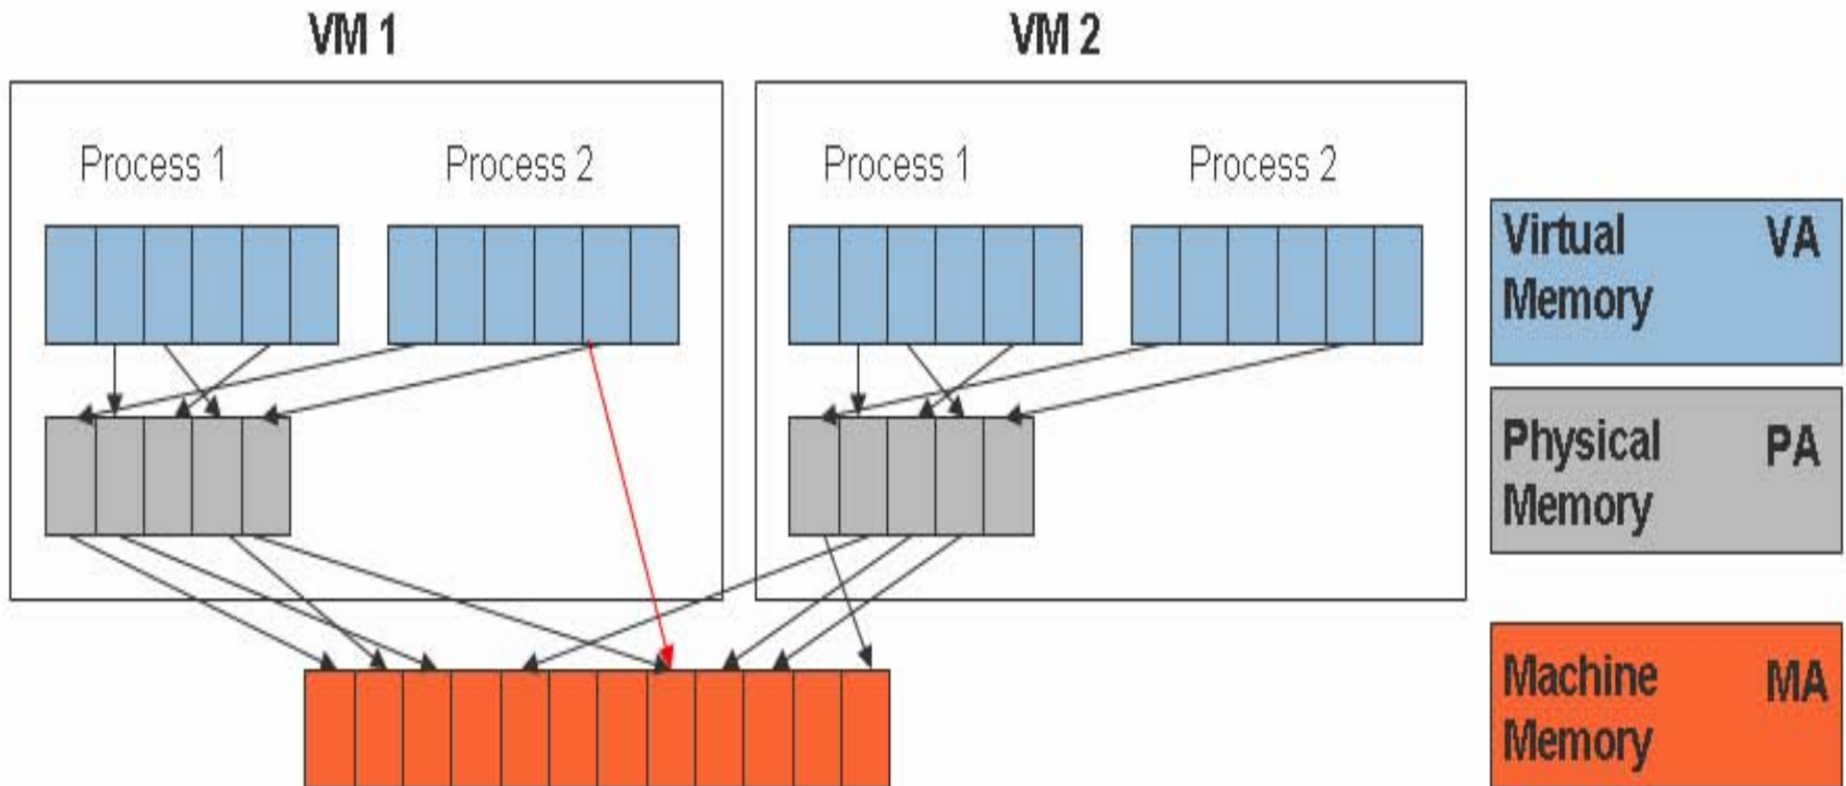 VM 1
VM 2
Process 1
Process 2
Process 1
Process 2
Virtual VA
Memory
Physical PA
Memory
Machine MA
Memory